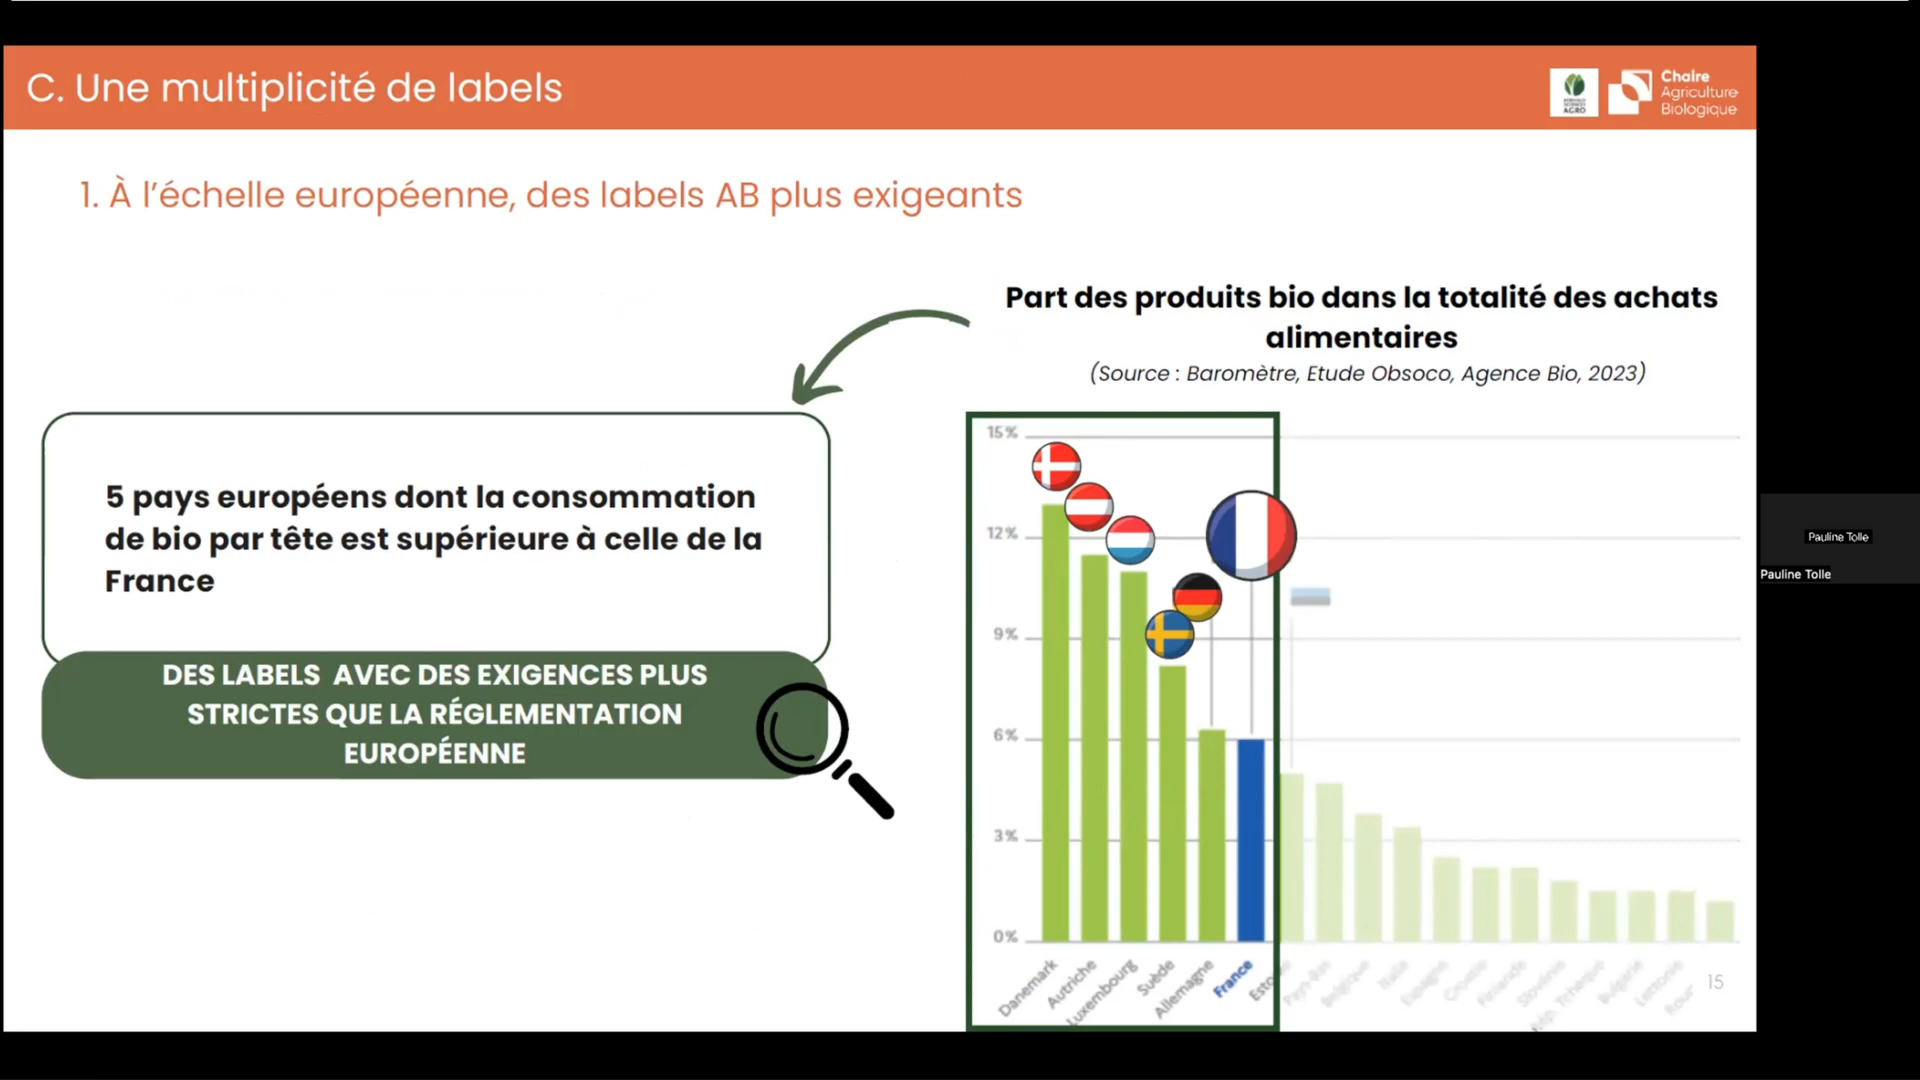 C. Une multiplicité de labels
Chaire
Agriculture
Biologique
AGRO
1. À l'échelle européenne, des labels AB plus exigeants
Part des produits bio dans la totalité des achats
alimentaires
(Source : Baromètre, Etude Obsoco, Agence Bio, 2023)
5 pays européens dont la consommation
de bio par tête est supérieure à celle de la
France
DES LABELS AVEC DES EXIGENCES PLUS
STRICTES QUE LA RÉGLEMENTATION
EUROPÉENNE
15%
12%
9%
6%
3%
0%
Danemark
Autriche
Luxembourg
Suède
Allemagne
France
Pays-Bas
Belgique
Italie
Espagne
Croatie
Finlande
Slovénie
Rép. Tchèque
Bulgarie
Lettonie
15
Pauline Tolle
Pauline Tolle